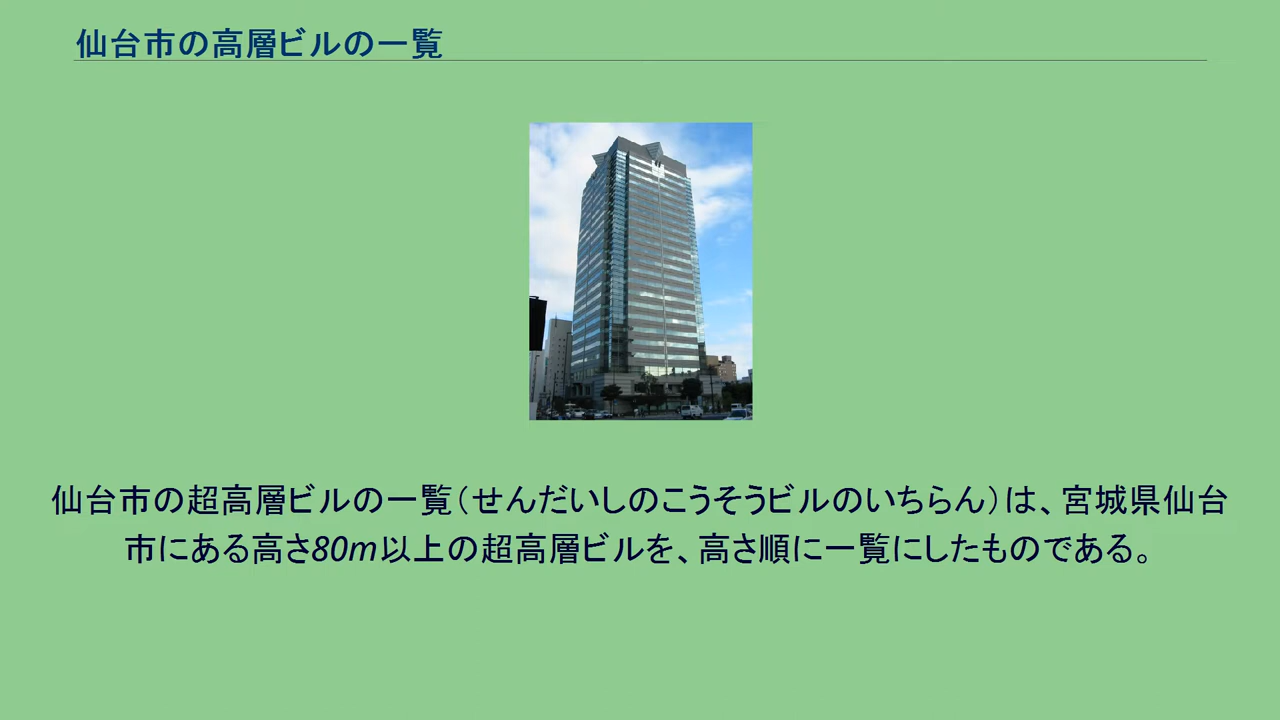 仙台市の高層ビルの一覧
仙台市の超高層ビルの一覧（せんだいしのこうそうビルのいちらん）は、宮城県仙台
市にある高さ80m以上の超高層ビルを、高さ順に一覧にしたものである。